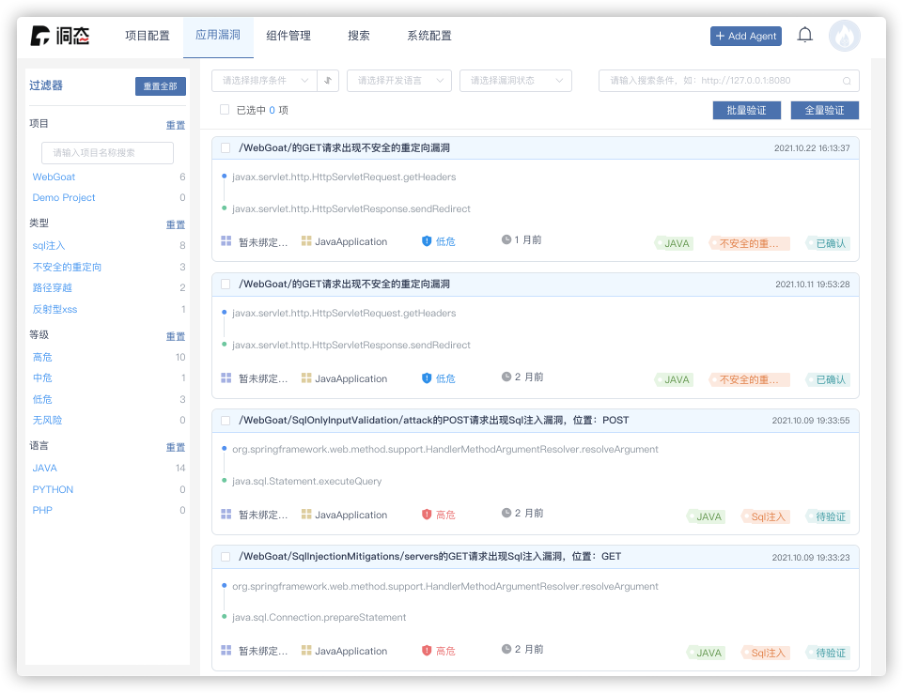 洞态
项目配置 应用漏洞 组件管理 搜索 系统配置
+ Add Agent
过滤器 重置全部
项目 重置
请输入项目名称搜索
WebGoat 6
Demo Project 0
类型 重置
sql注入 8
不安全的重定向 3
路径穿越 2
反射型xss 1
等级 重置
高危 10
中危 1
低危 3
无风险 0
语言 重置
JAVA 14
PYTHON 0
PHP 0
请选择排序条件 请选择开发语言 请选择漏洞状态 请输入搜索条件，如：http://127.0.0.1:8080
已选中 0 项
批量验证 全量验证
/WebGoat/的GET请求出现不安全的重定向漏洞 2021.10.22 16:13:37
javax.servlet.http.HttpServletRequest.getHeaders
javax.servlet.http.HttpServletResponse.sendRedirect
暂未绑定... JavaApplication 低危 1 月前 JAVA 不安全的重... 已确认
/WebGoat/的GET请求出现不安全的重定向漏洞 2021.10.11 19:53:28
javax.servlet.http.HttpServletRequest.getHeaders
javax.servlet.http.HttpServletResponse.sendRedirect
暂未绑定... JavaApplication 低危 2 月前 JAVA 不安全的重... 已确认
/WebGoat/SqlOnlyInputValidation/attack的POST请求出现Sql注入漏洞，位置：POST 2021.10.09 19:33:55
org.springframework.web.method.support.HandlerMethodArgumentResolver.resolveArgument
java.sql.Statement.executeQuery
暂未绑定... JavaApplication 高危 2 月前 JAVA Sql注入 待验证
/WebGoat/SqlInjectionMitigations/servers的GET请求出现Sql注入漏洞，位置：GET 2021.10.09 19:33:23
org.springframework.web.method.support.HandlerMethodArgumentResolver.resolveArgument
java.sql.Connection.prepareStatement
暂未绑定... JavaApplication 高危 2 月前 JAVA Sql注入 待验证